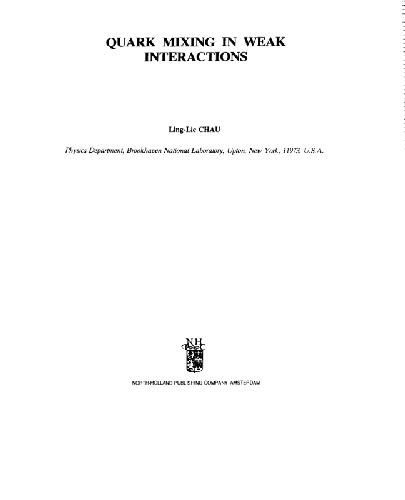 QUARK MIXING IN WEAK
INTERACTIONS
Ling-Lie CHAU
Physics Department, Brookhaven National Laboratory, Upton, New York, 11973, U.S.A.
NH
NORTH-HOLLAND PUBLISHING COMPANY AMSTERDAM